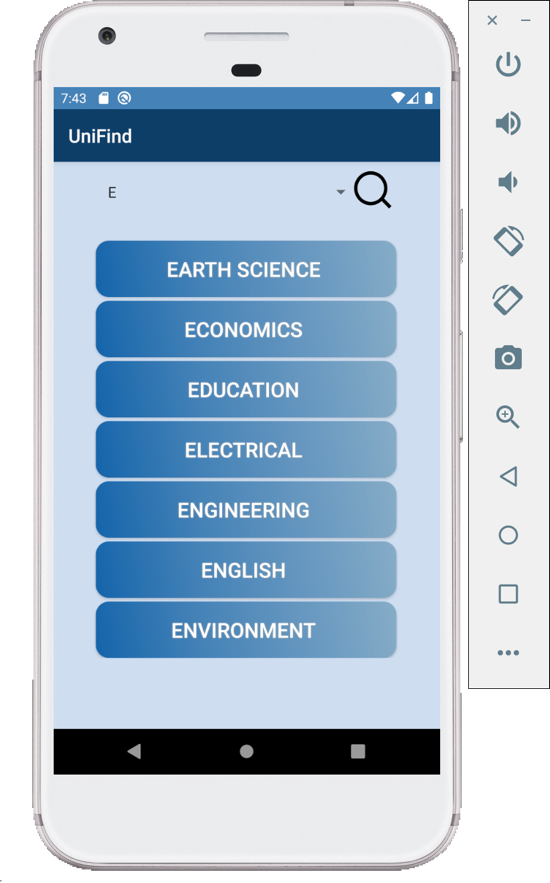 7:43
UniFind
E
EARTH SCIENCE
ECONOMICS
EDUCATION
ELECTRICAL
ENGINEERING
ENGLISH
ENVIRONMENT